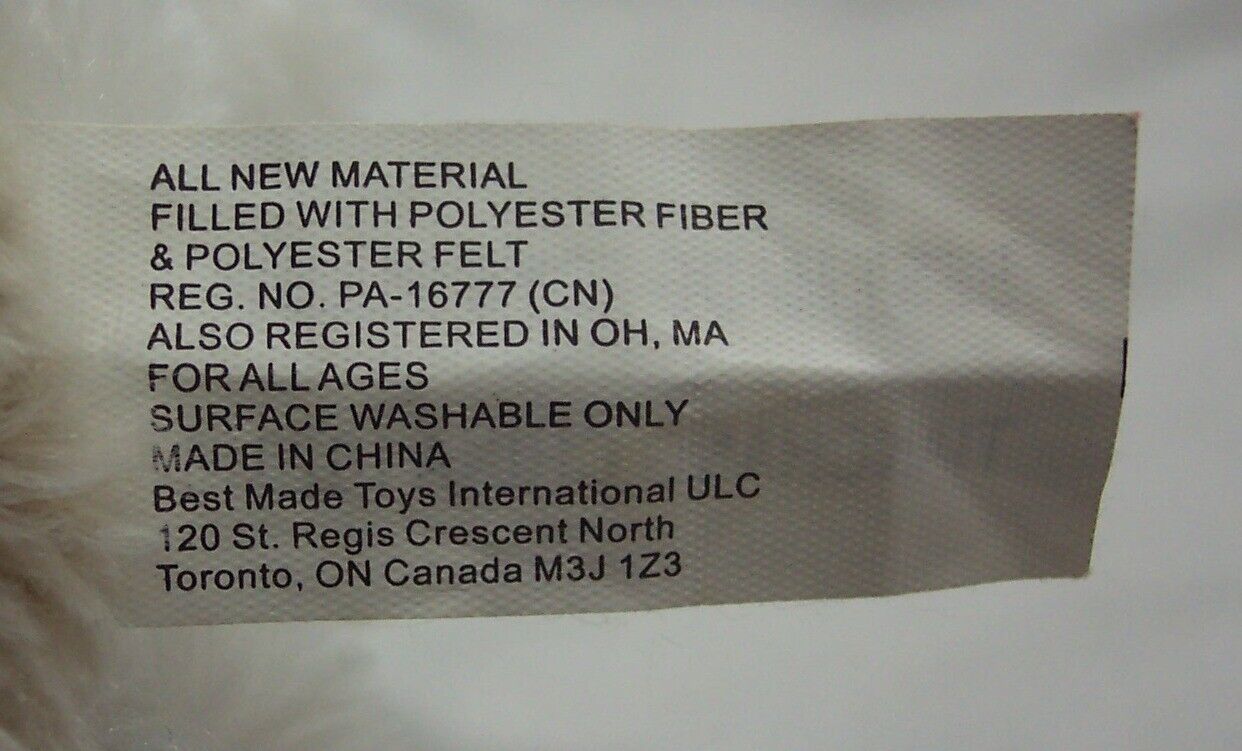 ALL NEW MATERIAL
FILLED WITH POLYESTER FIBER
& POLYESTER FELT
REG. NO. PA-16777 (CN)
ALSO REGISTERED IN OH, MA
FOR ALL AGES
SURFACE WASHABLE ONLY
MADE IN CHINA
Best Made Toys International ULC
120 St. Regis Crescent North
Toronto, ON Canada M3J 1Z3